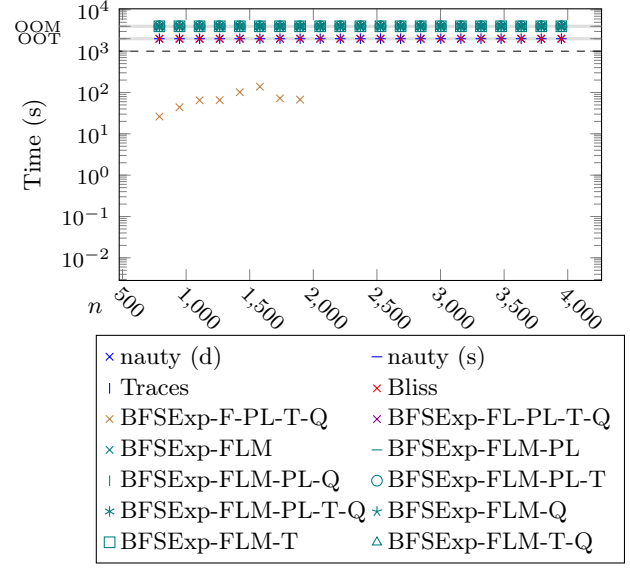 OOM
OOT
10^3
10^2
10^1
10^0
10^−1
10^−2
Time (s)
n
500
1,000
1,500
2,000
2,500
3,000
3,500
4,000
nauty (d)
nauty (s)
Traces
Bliss
BFSExp-F-PL-T-Q
BFSExp-FL-PL-T-Q
BFSExp-FLM
BFSExp-FLM-PL
BFSExp-FLM-PL-Q
BFSExp-FLM-PL-T
BFSExp-FLM-PL-T-Q
BFSExp-FLM-Q
BFSExp-FLM-T
BFSExp-FLM-T-Q